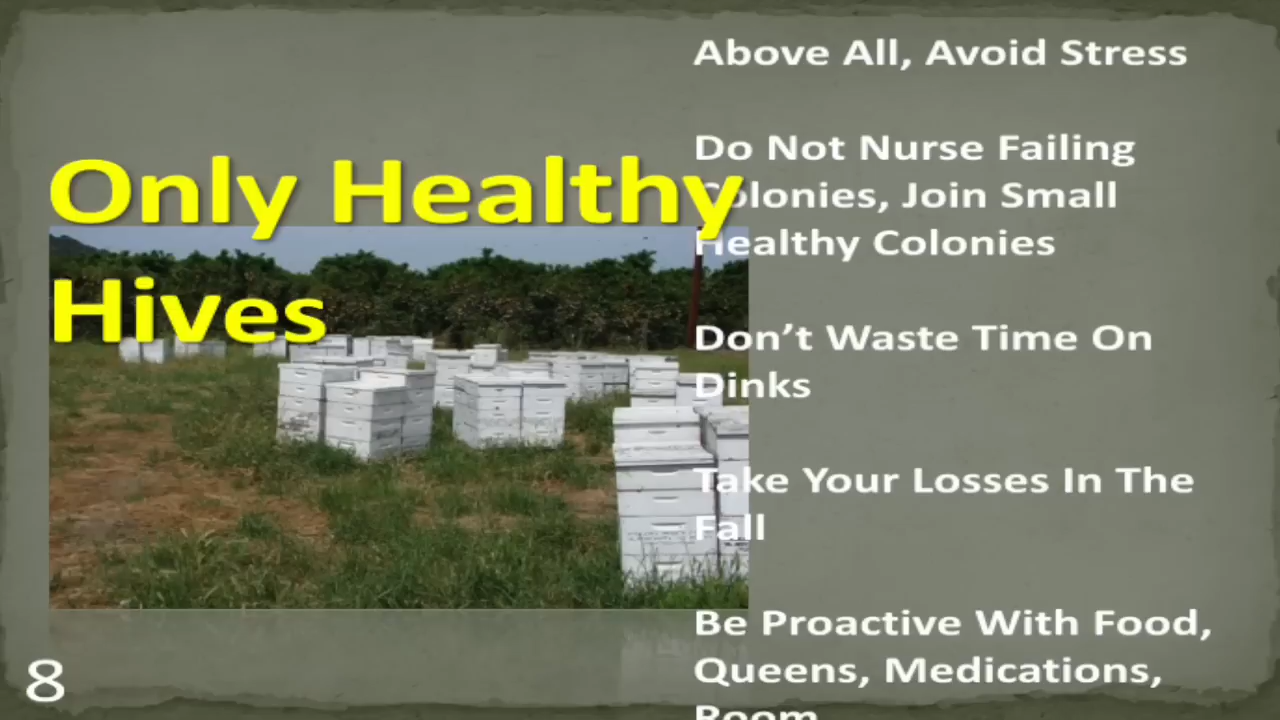 Only Healthy
Hives
Above All, Avoid Stress
Do Not Nurse Failing
Colonies, Join Small
Healthy Colonies
Don't Waste Time On
Dinks
Take Your Losses In The
Fall
Be Proactive With Food,
Queens, Medications,
Room
8